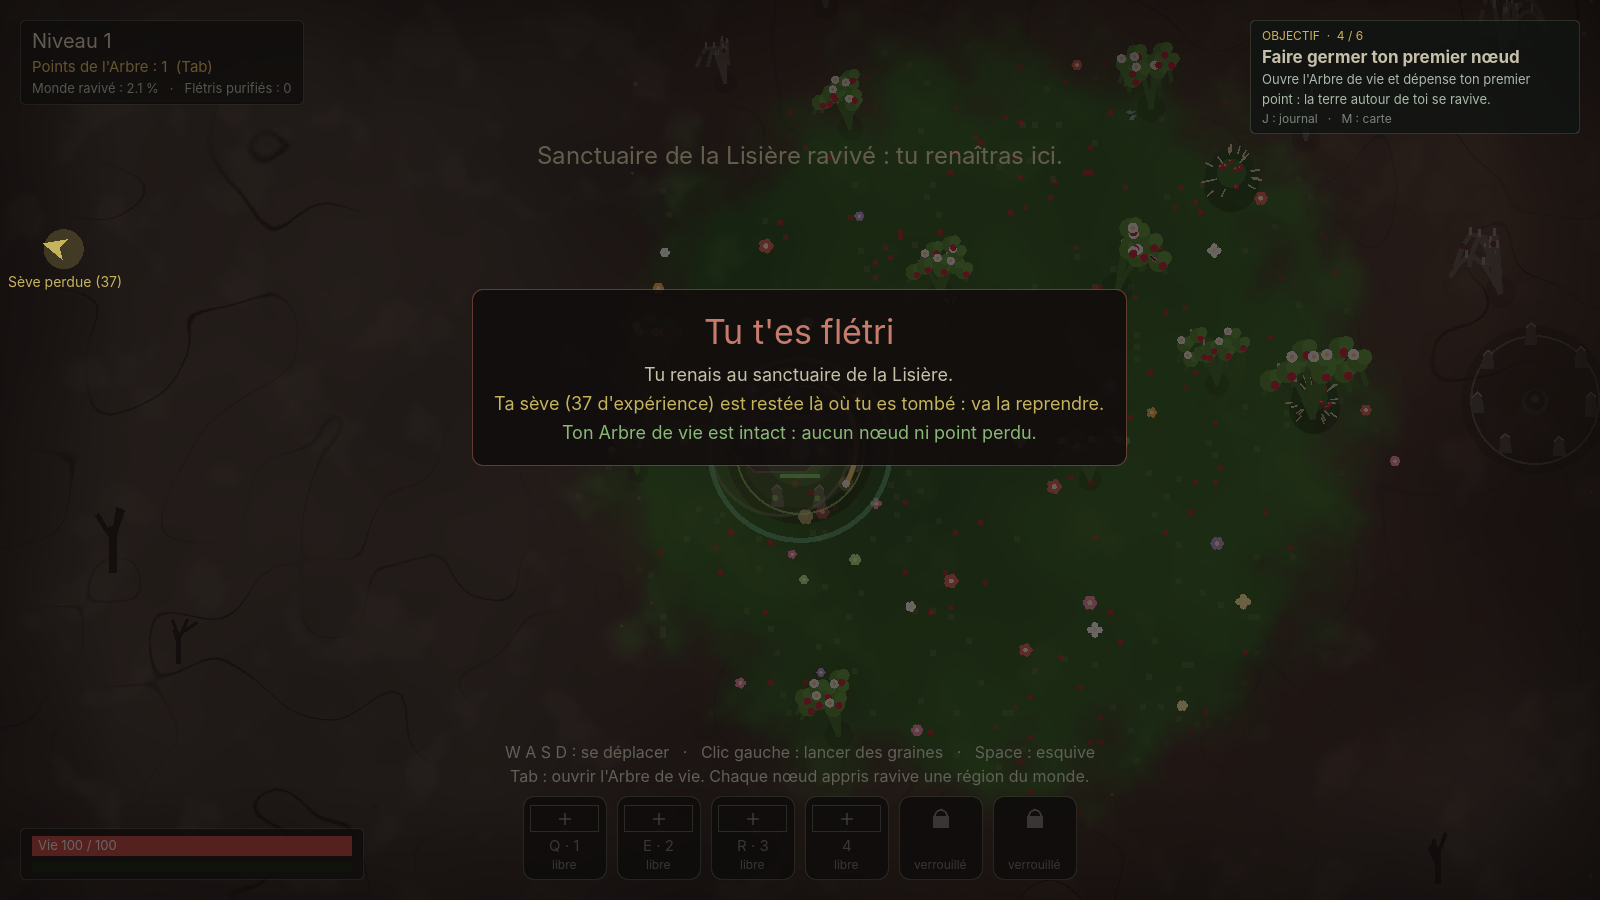 Niveau 1
Points de l'Arbre : 1 (Tab)
Monde ravivé : 2.1 % · Flétris purifiés : 0
OBJECTIF · 4 / 6
Faire germer ton premier nœud
Ouvre l'Arbre de vie et dépense ton premier
point : la terre autour de toi se ravive.
J : journal · M : carte
Sanctuaire de la Lisière ravivé : tu renaîtras ici.
Sève perdue (37)
Tu t'es flétri
Tu renais au sanctuaire de la Lisière.
Ta sève (37 d'expérience) est restée là où tu es tombé : va la reprendre.
Ton Arbre de vie est intact : aucun nœud ni point perdu.
W A S D : se déplacer · Clic gauche : lancer des graines · Space : esquive
Tab : ouvrir l'Arbre de vie. Chaque nœud appris ravive une région du monde.
Vie 100 / 100
Q · 1
libre
E · 2
libre
R · 3
libre
4
libre
verrouillé
verrouillé